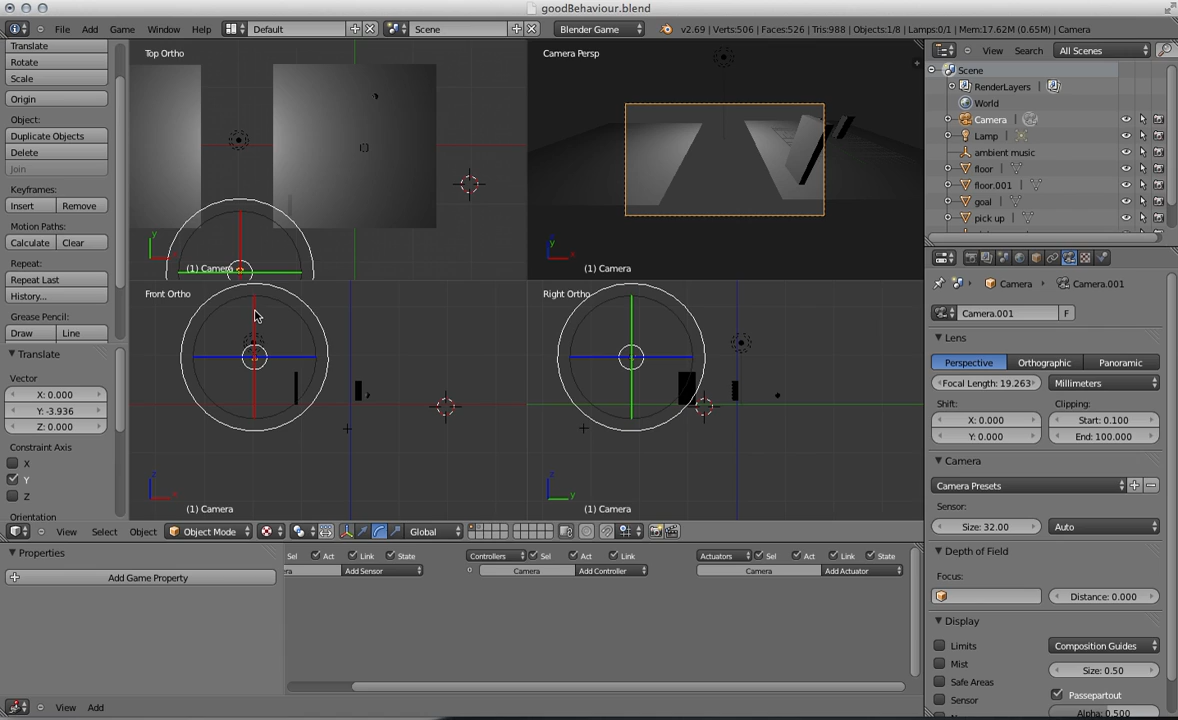 goodBehaviour.blend
File Add Game Window Help
Default
Scene
Blender Game
v2.69 | Verts:506 | Faces:526 | Tris:988 | Objects:1/8 | Lamps:0/1 | Mem:17.62M (0.65M) | Camera
Translate
Rotate
Scale
Origin
Object:
Duplicate Objects
Delete
Join
Keyframes:
Insert Remove
Motion Paths:
Calculate Clear
Repeat:
Repeat Last
History...
Grease Pencil:
Draw Line
Translate
Vector
X: 0.000
Y: -3.936
Z: 0.000
Constraint Axis
X
Y
Z
Orientation
Top Ortho
y
(1) Camera
Camera Persp
y
x
(1) Camera
Front Ortho
z
x
(1) Camera
Right Ortho
z
y
(1) Camera
View Select Object
Object Mode
Global
View Search
All Scenes
Scene
RenderLayers
World
Camera
Lamp
ambient music
floor
floor.001
goal
pick up
Camera
Camera.001
Camera.001
F
Lens
Perspective Orthographic Panoramic
Focal Length: 19.263
Millimeters
Shift:
Clipping:
X: 0.000
Start: 0.100
Y: 0.000
End: 100.000
Camera
Camera Presets
Sensor:
Size: 32.00
Auto
Depth of Field
Focus:
Distance: 0.000
Display
Limits
Composition Guides
Mist
Size: 0.50
Safe Areas
Sensor
Passepartout
Alpha: 0.500
Properties
Add Game Property
Sel Act Link State
Add Sensor
Controllers Sel Act Link
Camera Add Controller
Actuators Sel Act Link State
Camera Add Actuator
View Add